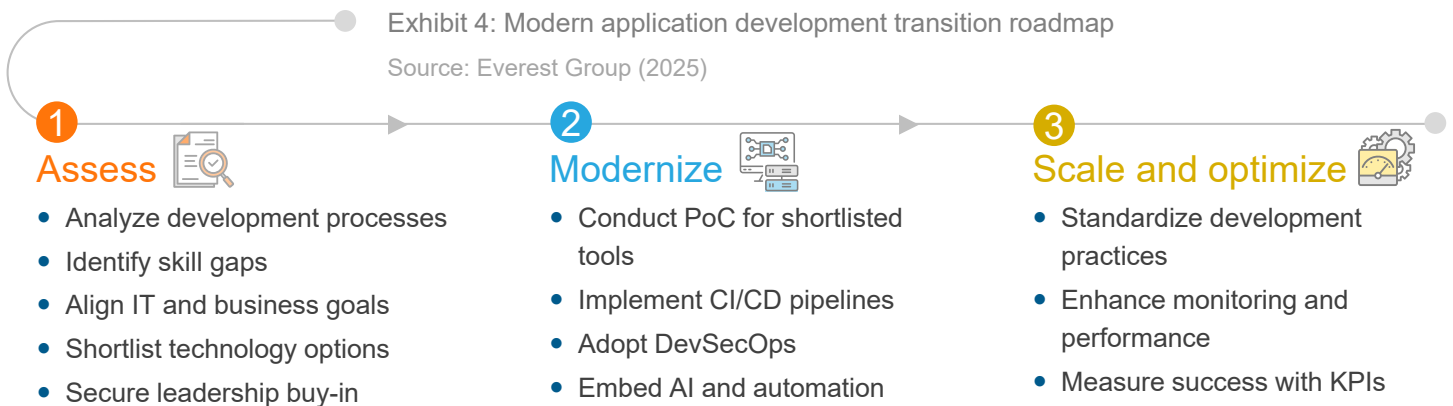 Exhibit 4: Modern application development transition roadmap
Source: Everest Group (2025)
1
Assess
• Analyze development processes
• Identify skill gaps
• Align IT and business goals
• Shortlist technology options
• Secure leadership buy-in
2
Modernize
• Conduct PoC for shortlisted
tools
• Implement CI/CD pipelines
• Adopt DevSecOps
• Embed AI and automation
3
Scale and optimize
• Standardize development
practices
• Enhance monitoring and
performance
• Measure success with KPIs